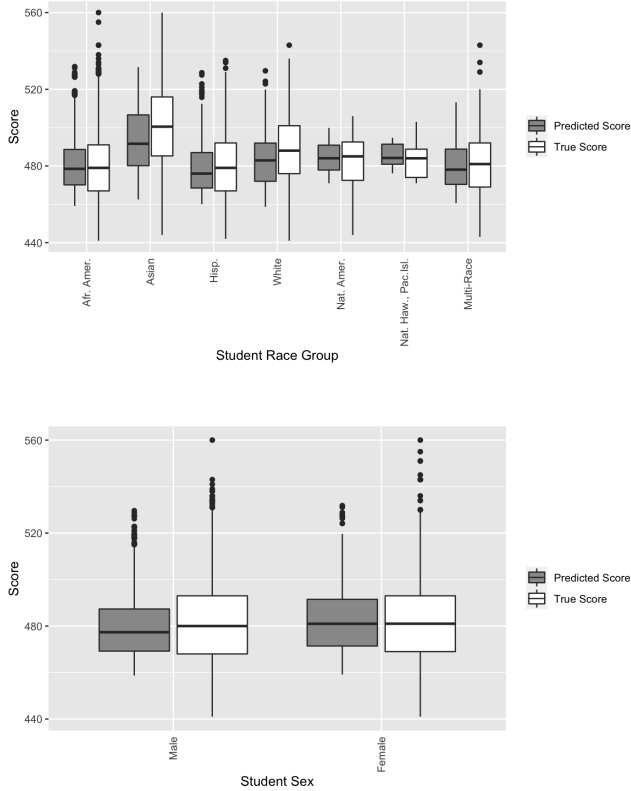 560
520
480
440
Score
Afr. Amer.
Asian
Hisp.
White
Nat. Amer.
Nat. Haw., Pac.Isl.
Multi-Race
Student Race Group
Predicted Score
True Score
560
520
480
440
Score
Male
Female
Student Sex
Predicted Score
True Score